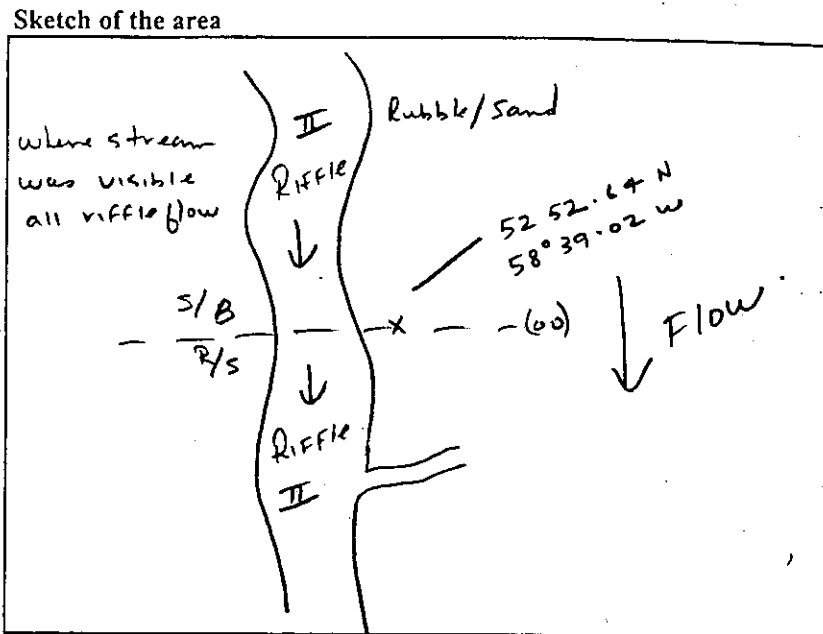 Sketch of the area
where stream
was visible
all riffle flow
II
RIFFLE
Rubble/Sand
52 52.64 N
58° 39.02 W
S/B
R/S
X
(00)
Flow
RIFFLE
II